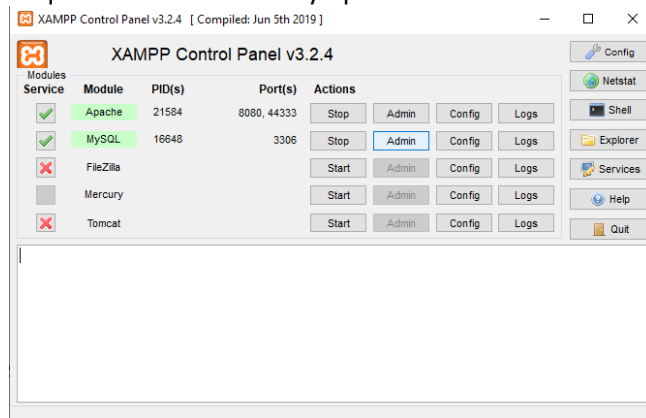 XAMPP Control Panel v3.2.4 [ Compiled: Jun 5th 2019 ]
XAMPP Control Panel v3.2.4
Config
Modules
Netstat
Service Module PID(s) Port(s) Actions
Apache 21584 8080, 44333 Stop Admin Config Logs
Shell
MySQL 16648 3306 Stop Admin Config Logs
Explorer
FileZilla Start Admin Config Logs
Services
Mercury Start Admin Config Logs
Help
Tomcat Start Admin Config Logs
Quit